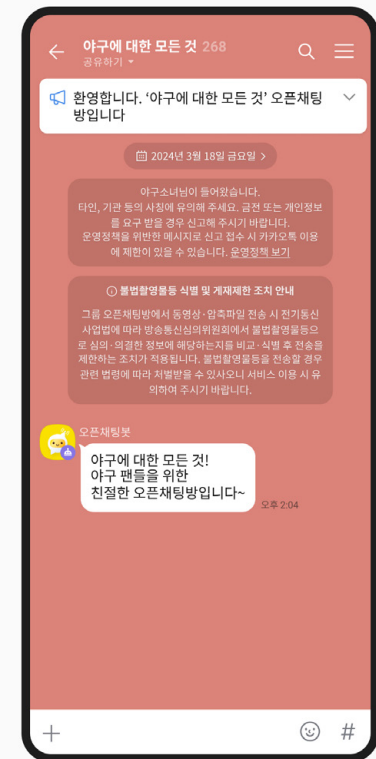 야구에 대한 모든 것 268
공유하기
환영합니다. ‘야구에 대한 모든 것’ 오픈채팅
방입니다
2024년 3월 18일 금요일 >
야구소녀님이 들어왔습니다.
타인, 기관 등의 사칭에 유의해 주세요. 금전 또는 개인정보
를 요구 받을 경우 신고해 주시기 바랍니다.
운영정책을 위반한 메시지로 신고 접수 시 카카오톡 이용
에 제한이 있을 수 있습니다. 운영정책 보기
불법촬영물등 식별 및 게재제한 조치 안내
그룹 오픈채팅방에서 동영상·압축파일 전송 시 전기통신
사업법에 따라 방송통신심의위원회에서 불법촬영물등으
로 심의·의결한 정보에 해당하는지를 비교·식별 후 전송을
제한하는 조치가 적용됩니다. 불법촬영물등을 전송할 경우
관련 법령에 따라 처벌받을 수 있사오니 서비스 이용 시 유
의하여 주시기 바랍니다.
오픈채팅봇
야구에 대한 모든 것!
야구 팬들을 위한
친절한 오픈채팅방입니다~
오후 2:04
#